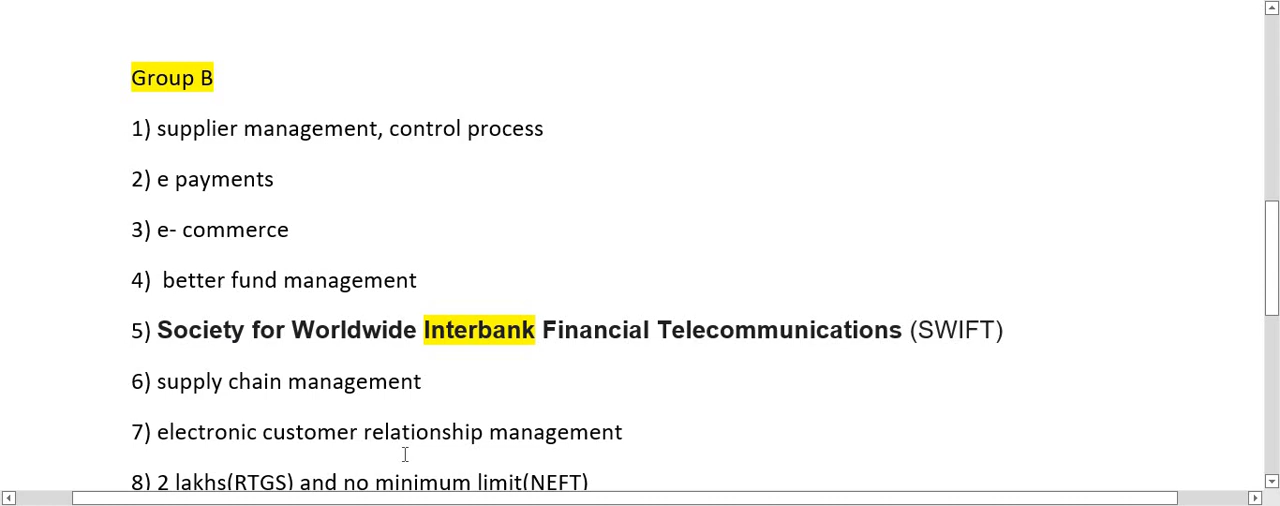 Group B
1) supplier management, control process
2) e payments
3) e- commerce
4)  better fund management
5) Society for Worldwide Interbank Financial Telecommunications (SWIFT)
6) supply chain management
7) electronic customer relationship management
8) 2 lakhs(RTGS) and no minimum limit(NEFT)